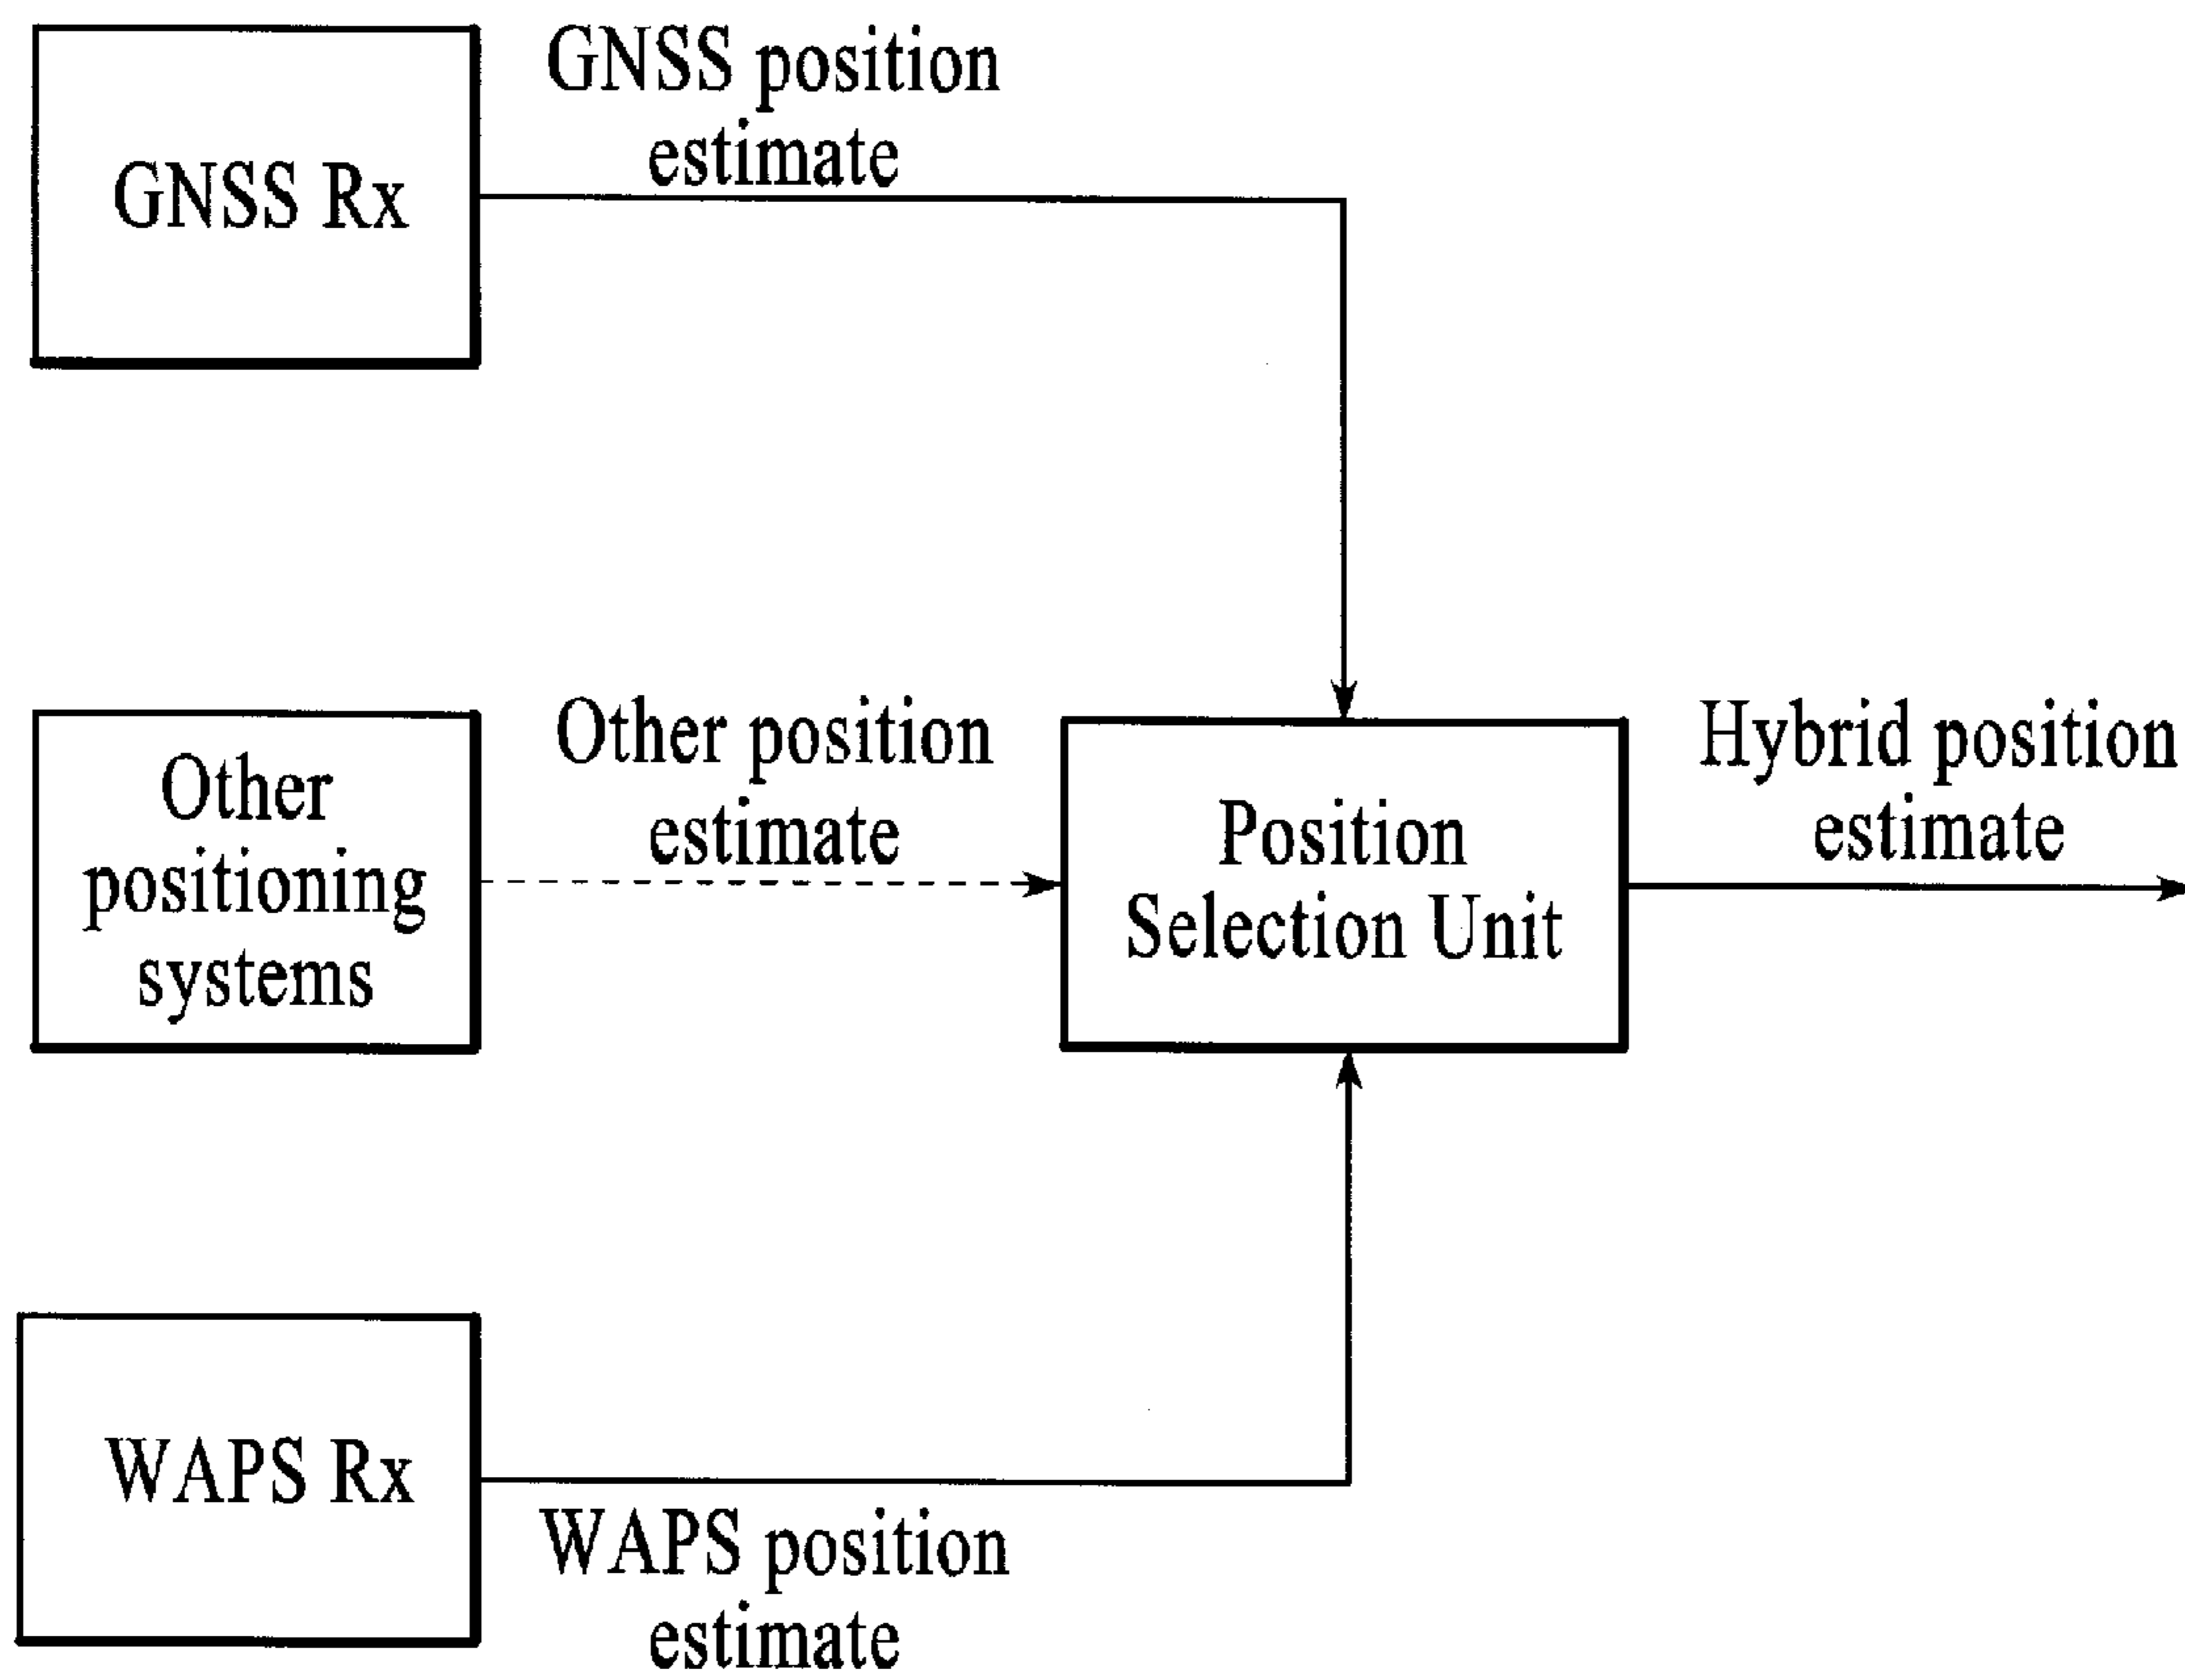 GNSS Rx
GNSS position
estimate
Other
positioning
systems
Other position
estimate
Position
Selection Unit
Hybrid position
estimate
WAPS Rx
WAPS position
estimate